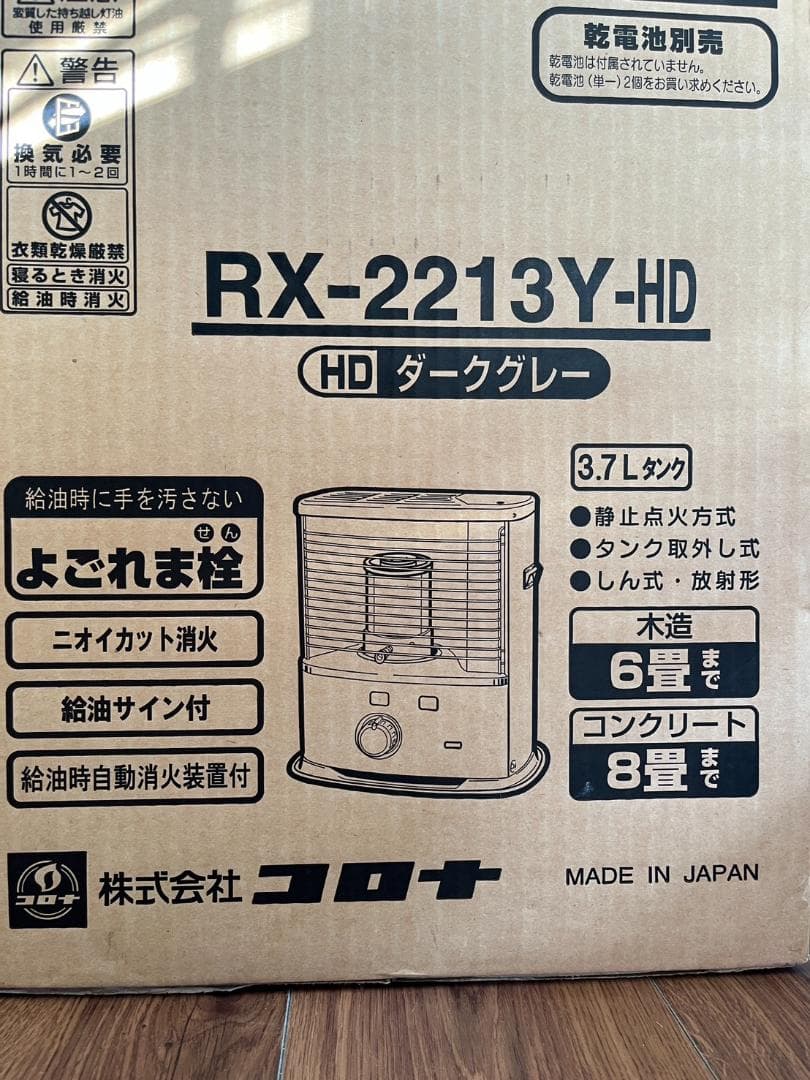 変質した持ち越し灯油
使用厳禁
警告
換気必要
1時間に1～2回
衣類乾燥厳禁
寝るとき消火
給油時消火
乾電池別売
乾電池は付属されていません。
乾電池(単一)2個をお買い求めください。
RX-2213Y-HD
HD ダークグレー
給油時に手を汚さない
せん
よごれま栓
ニオイカット消火
給油サイン付
給油時自動消火装置付
3.7Lタンク
●静止点火方式
●タンク取外し式
●しん式・放射形
木造
6畳まで
コンクリート
8畳まで
コロナ
株式会社 コロナ
MADE IN JAPAN